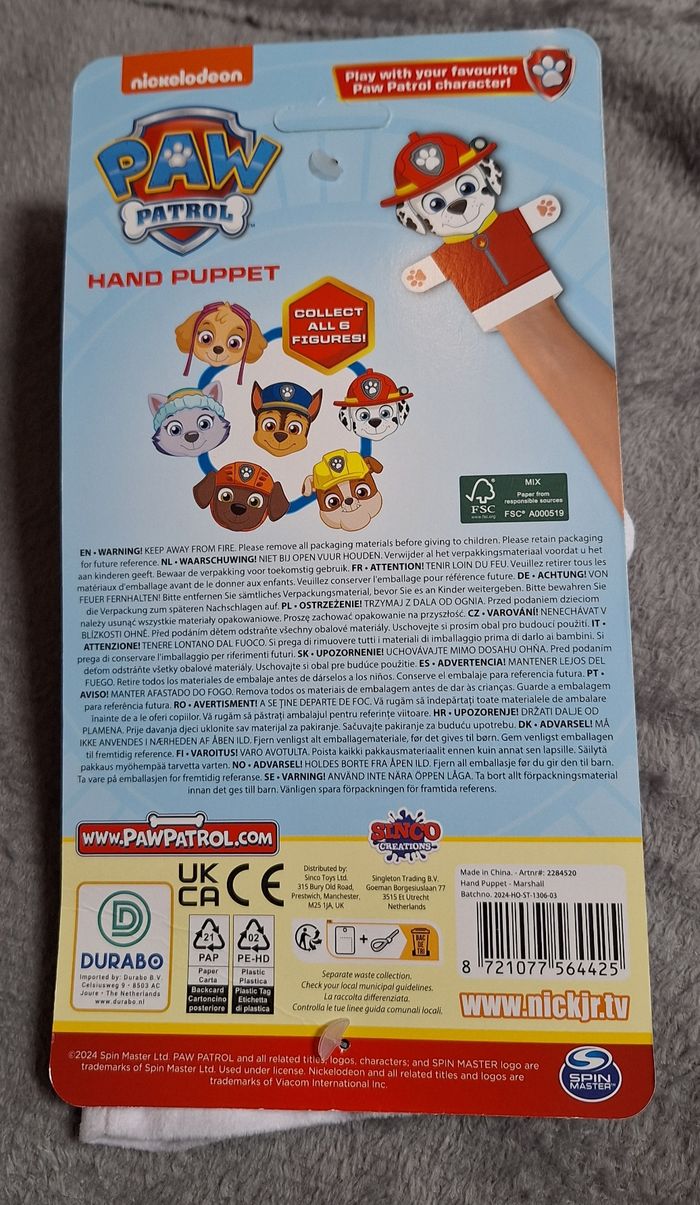 nickelodeon
Play with your favourite
Paw Patrol character!
PAW
PATROL
HAND PUPPET
COLLECT
ALL 6
FIGURES!
MIX
Paper from
responsible sources
FSC
www.fsc.org
FSC® A000519
EN • WARNING! KEEP AWAY FROM FIRE. Please remove all packaging materials before giving to children. Please retain packaging
for future reference. NL • WAARSCHUWING! NIET BIJ OPEN VUUR HOUDEN. Verwijder al het verpakkingsmateriaal voordat u het
aan kinderen geeft. Bewaar de verpakking voor toekomstig gebruik. FR • ATTENTION! TENIR LOIN DU FEU. Veuillez retirer tous les
matériaux d'emballage avant de le donner aux enfants. Veuillez conserver l'emballage pour référence future. DE • ACHTUNG! VON
FEUER FERNHALTEN! Bitte entfernen Sie sämtliches Verpackungsmaterial, bevor Sie es an Kinder weitergeben. Bitte bewahren Sie
die Verpackung zum späteren Nachschlagen auf. PL • OSTRZEŻENIE! TRZYMAJ Z DALA OD OGNIA. Przed podaniem dzieciom
należy usunąć wszystkie materiały opakowaniowe. Proszę zachować opakowanie na przyszłość. CZ • VAROVÁNÍ! NENECHÁVAT V
BLÍZKOSTI OHNĚ. Před podáním dětem odstraňte všechny obalové materiály. Uschovejte si prosím obal pro budoucí použití. IT •
ATTENZIONE! TENERE LONTANO DAL FUOCO. Si prega di rimuovere tutti i materiali di imballaggio prima di darlo ai bambini. Si
prega di conservare l'imballaggio per riferimenti futuri. SK • UPOZORNENIE! UCHOVÁVAJTE MIMO DOSAHU OHŇA. Pred podaním
deťom odstráňte všetky obalové materiály. Uschovajte si obal pre budúce použitie. ES • ADVERTENCIA! MANTENER LEJOS DEL
FUEGO. Retire todos los materiales de embalaje antes de dárselos a los niños. Conserve el embalaje para referencia futura. PT •
AVISO! MANTER AFASTADO DO FOGO. Remova todos os materiais de embalagem antes de dar às crianças. Guarde a embalagem
para referência futura. RO • AVERTISMENT! A SE ȚINE DEPARTE DE FOC. Vă rugăm să îndepărtați toate materialele de ambalare
înainte de a le oferi copiilor. Vă rugăm să păstrați ambalajul pentru referințe viitoare. HR • UPOZORENJE! DRŽATI DALJE OD
PLAMENA. Prije davanja djeci uklonite sav materijal za pakiranje. Sačuvajte pakiranje za buduću upotrebu. DK • ADVARSEL! MÅ
IKKE ANVENDES I NÆRHEDEN AF ÅBEN ILD. Fjern venligst alt emballagemateriale, før det gives til børn. Gem venligst emballagen
til fremtidig reference. FI • VAROITUS! VARO AVOTULTA. Poista kaikki pakkausmateriaalit ennen kuin annat sen lapsille. Säilytä
pakkaus myöhempää tarvetta varten. NO • ADVARSEL! HOLDES BORTE FRA ÅPEN ILD. Fjern all emballasje før du gir den til barn.
Ta vare på emballasjen for fremtidig referanse. SE • VARNING! ANVÄND INTE NÄRA ÖPPEN LÅGA. Ta bort allt förpackningsmaterial
innan det ges till barn. Vänligen spara förpackningen för framtida referens.
WWW.PAWPATROL.COM
SINCO
CREATIONS
UK
CA CE
Distributed by:
Sinco Toys Ltd.
315 Bury Old Road,
Prestwich, Manchester,
M25 1JA, UK
Singleton Trading B.V.
Goeman Borgesiuslaan 77
3515 Et Utrecht
Netherlands
Made in China. - Artnr#: 2284520
Hand Puppet - Marshall
Batchno. 2024-HO-ST-1306-03
8 721077 564425
D
DURABO
Imported by: Durabo B.V.
Celsiusweg 9 - 8503 AC
Joure - The Netherlands
www.durabo.nl
21
PAP
Paper
Carta
Backcard
Cartoncino
posteriore
02
PE-HD
Plastic
Plastica
Plastic Tag
Etichetta
di plastica
+
BAC
DE
TRI
Separate waste collection.
Check your local municipal guidelines.
La raccolta differenziata.
Controlla le tue linee guida comunali locali.
www.nickjr.tv
©2024 Spin Master Ltd. PAW PATROL and all related titles, logos, characters; and SPIN MASTER logo are
trademarks of Spin Master Ltd. Used under license. Nickelodeon and all related titles and logos are
trademarks of Viacom International Inc.
SPIN
MASTER